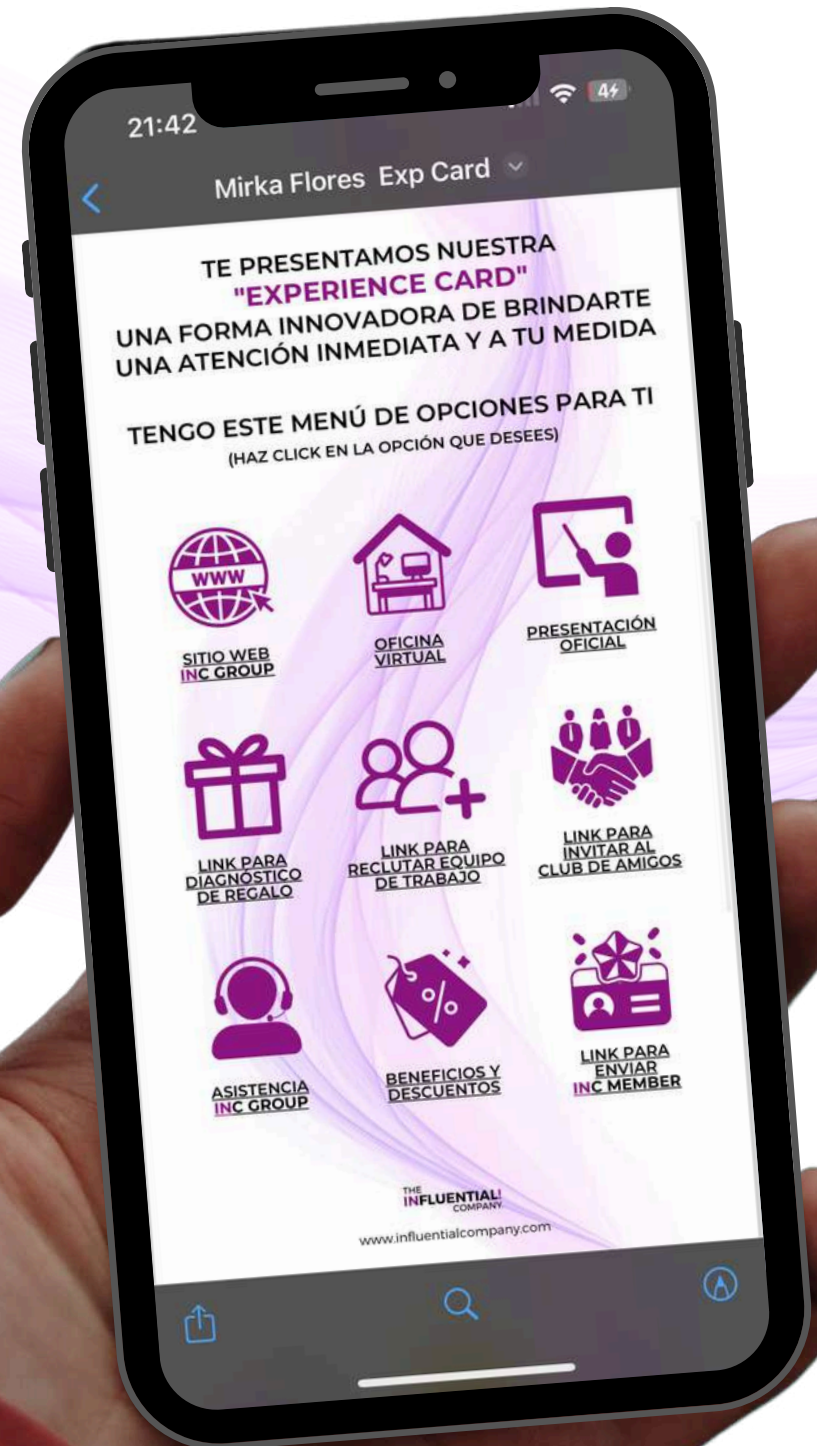 21:42
44
Mirka Flores Exp Card
TE PRESENTAMOS NUESTRA
"EXPERIENCE CARD"
UNA FORMA INNOVADORA DE BRINDARTE
UNA ATENCIÓN INMEDIATA Y A TU MEDIDA
TENGO ESTE MENÚ DE OPCIONES PARA TI
(HAZ CLICK EN LA OPCIÓN QUE DESEES)
WWW
SITIO WEB
INC GROUP
OFICINA
VIRTUAL
PRESENTACIÓN
OFICIAL
LINK PARA
DIAGNÓSTICO
DE REGALO
LINK PARA
RECLUTAR EQUIPO
DE TRABAJO
LINK PARA
INVITAR AL
CLUB DE AMIGOS
ASISTENCIA
INC GROUP
%
BENEFICIOS Y
DESCUENTOS
LINK PARA
ENVIAR
INC MEMBER
THE
INFLUENTIAL!
COMPANY
www.influentialcompany.com